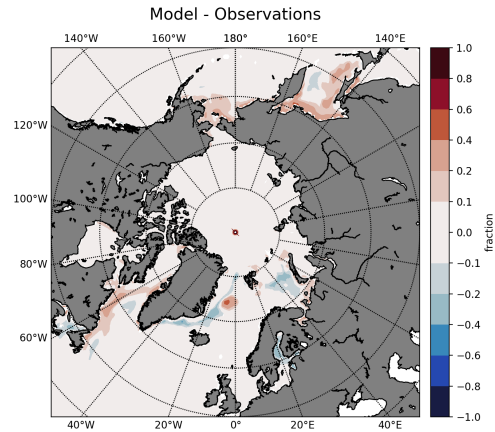 Model - Observations
140°W 160°W 180° 160°E 140°E
120°W
100°W
80°W
60°W
40°W 20°W 0° 20°E 40°E
1.0
0.8
0.6
0.4
0.2
0.1
0.0
−0.1
−0.2
−0.4
−0.6
−0.8
−1.0
fraction